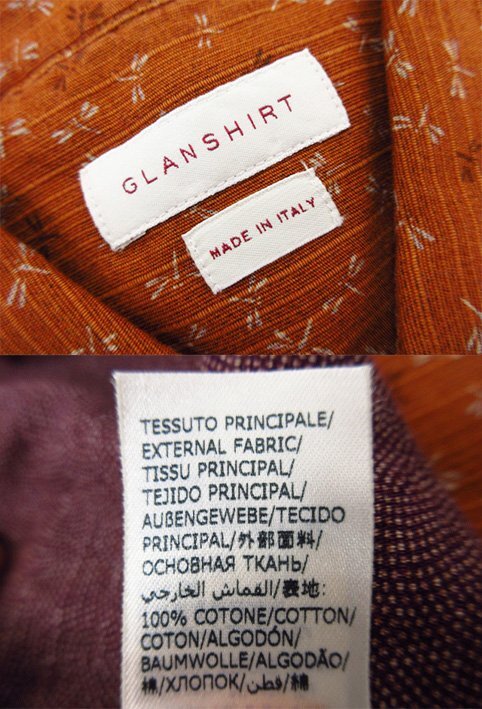 GLANSHIRT
MADE IN ITALY
TESSUTO PRINCIPALE/
EXTERNAL FABRIC/
TISSU PRINCIPAL/
TEJIDO PRINCIPAL/
AUßENGEWEBE/TECIDO
PRINCIPAL/外部面料/
ОСНОВНАЯ ТКАНЬ/
القماش الخارجي/表地:
100% COTONE/COTTON/
COTON/ALGODÓN/
BAUMWOLLE/ALGODÃO/
棉/ХЛОПОК/قطن/綿